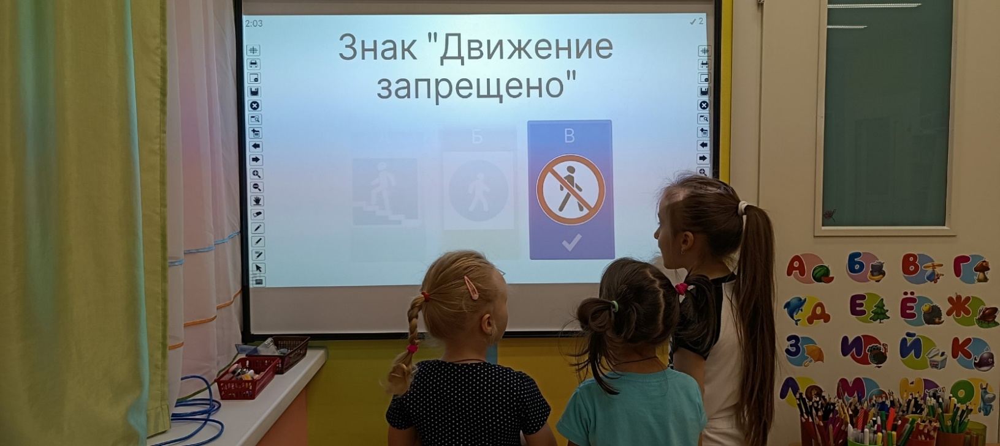 2:03
✓ 2
Знак "Движение
запрещено"
Б
В
А Б В Г
Д Е Ё Ж
З И Й К
Л М Н О